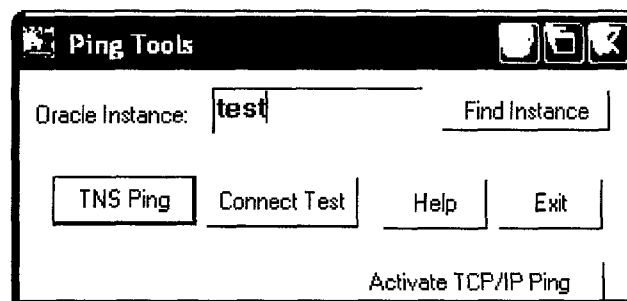 Ping Tools
Oracle Instance: test Find Instance
TNS Ping Connect Test Help Exit
Activate TCP/IP Ping